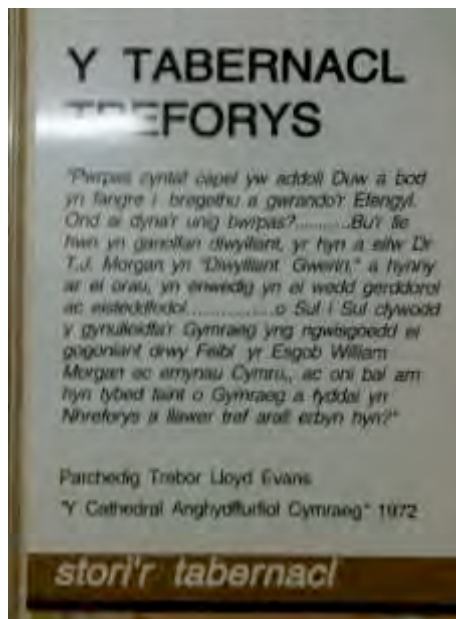 Y TABERNACL
TREFORYS
"Pwrpas cyntaf capel yw addoli Duw a bod
yn fangre i bregethu a gwrando'r Efengyl.
Ond ai dyna'r unig bwrpas?..........Bu'r lle
hwn yn ganolfan diwylliant, yr hyn a eilw Dr
T.J. Morgan yn "Diwylliant Gwerin," a hynny
ar ei orau, yn enwedig yn ei wedd gerddorol
ac eisteddfodol...............o Sul i Sul clywodd
y gynulleidfa'r Gymraeg yng ngwisgoedd ei
gogoniant drwy Feibl yr Esgob William
Morgan ac emynau Cymru,, ac oni bai am
hyn tybed faint o Gymraeg a fyddai yn
Nhreforys a llawer tref arall erbyn hyn?"
Parchedig Trebor Lloyd Evans
"Y Cathedral Anghydffurfiol Cymraeg" 1972
stori'r tabernacl